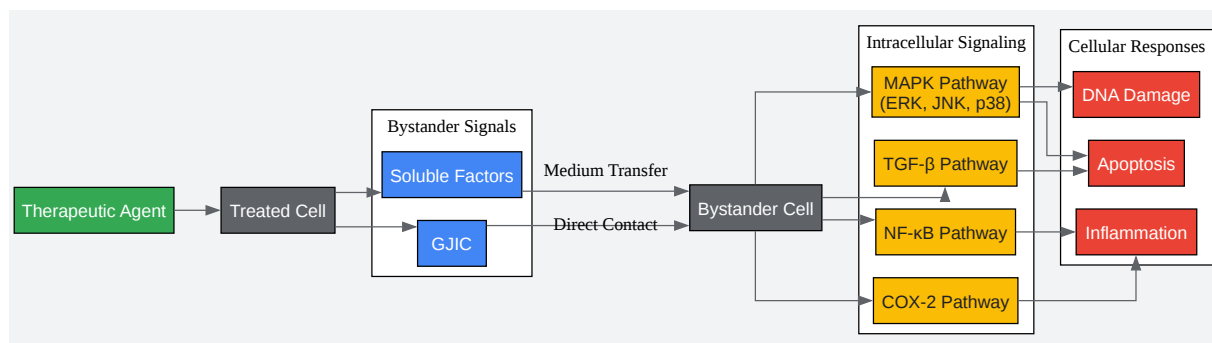 Therapeutic Agent
Treated Cell
Bystander Signals
Soluble Factors
GJIC
Medium Transfer
Direct Contact
Bystander Cell
Intracellular Signaling
MAPK Pathway
(ERK, JNK, p38)
TGF-β Pathway
NF-κB Pathway
COX-2 Pathway
Cellular Responses
DNA Damage
Apoptosis
Inflammation